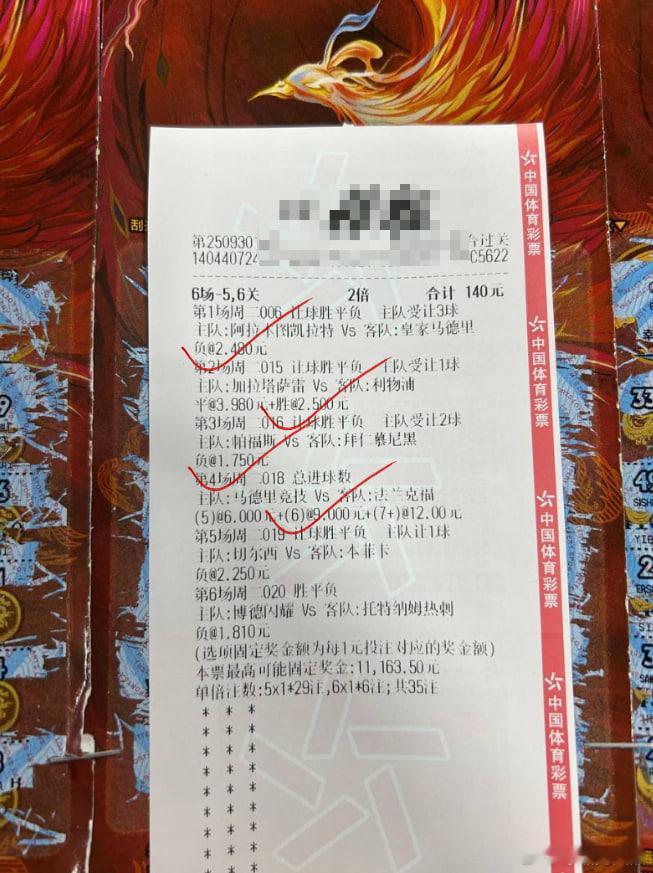 刮
第2509301
合过关
140440724
C5622
6场-5,6关 2倍 合计 140元
第1场周二006 让球胜平负 主队受让3球
主队:阿拉木图凯拉特 Vs 客队:皇家马德里
负@2.480元
第2场周二015 让球胜平负 主队受让1球
主队:加拉塔萨雷 Vs 客队:利物浦
平@3.980元+胜@2.500元
第3场周二016 让球胜平负 主队受让2球
主队:帕福斯 Vs 客队:拜仁慕尼黑
负@1.750元
第4场周二018 总进球数
主队:马德里竞技 Vs 客队:法兰克福
(5)@6.000元+(6)@9.000元+(7+)@12.00元
第5场周二019 让球胜平负 主队让1球
主队:切尔西 Vs 客队:本菲卡
负@2.250元
第6场周二020 胜平负
主队:博德闪耀 Vs 客队:托特纳姆热刺
负@1.810元
(选项固定奖金额为每1元投注对应的奖金额)
本票最高可能固定奖金:11,163.50元
单倍注数:5x1*29注,6x1*6注;共35注
* * *
* * *
* * *
* * *
* * *
* * *
* * *
* * *
* * *
中国体育彩票
中国体育彩票
中国体育彩票
中国体育彩票